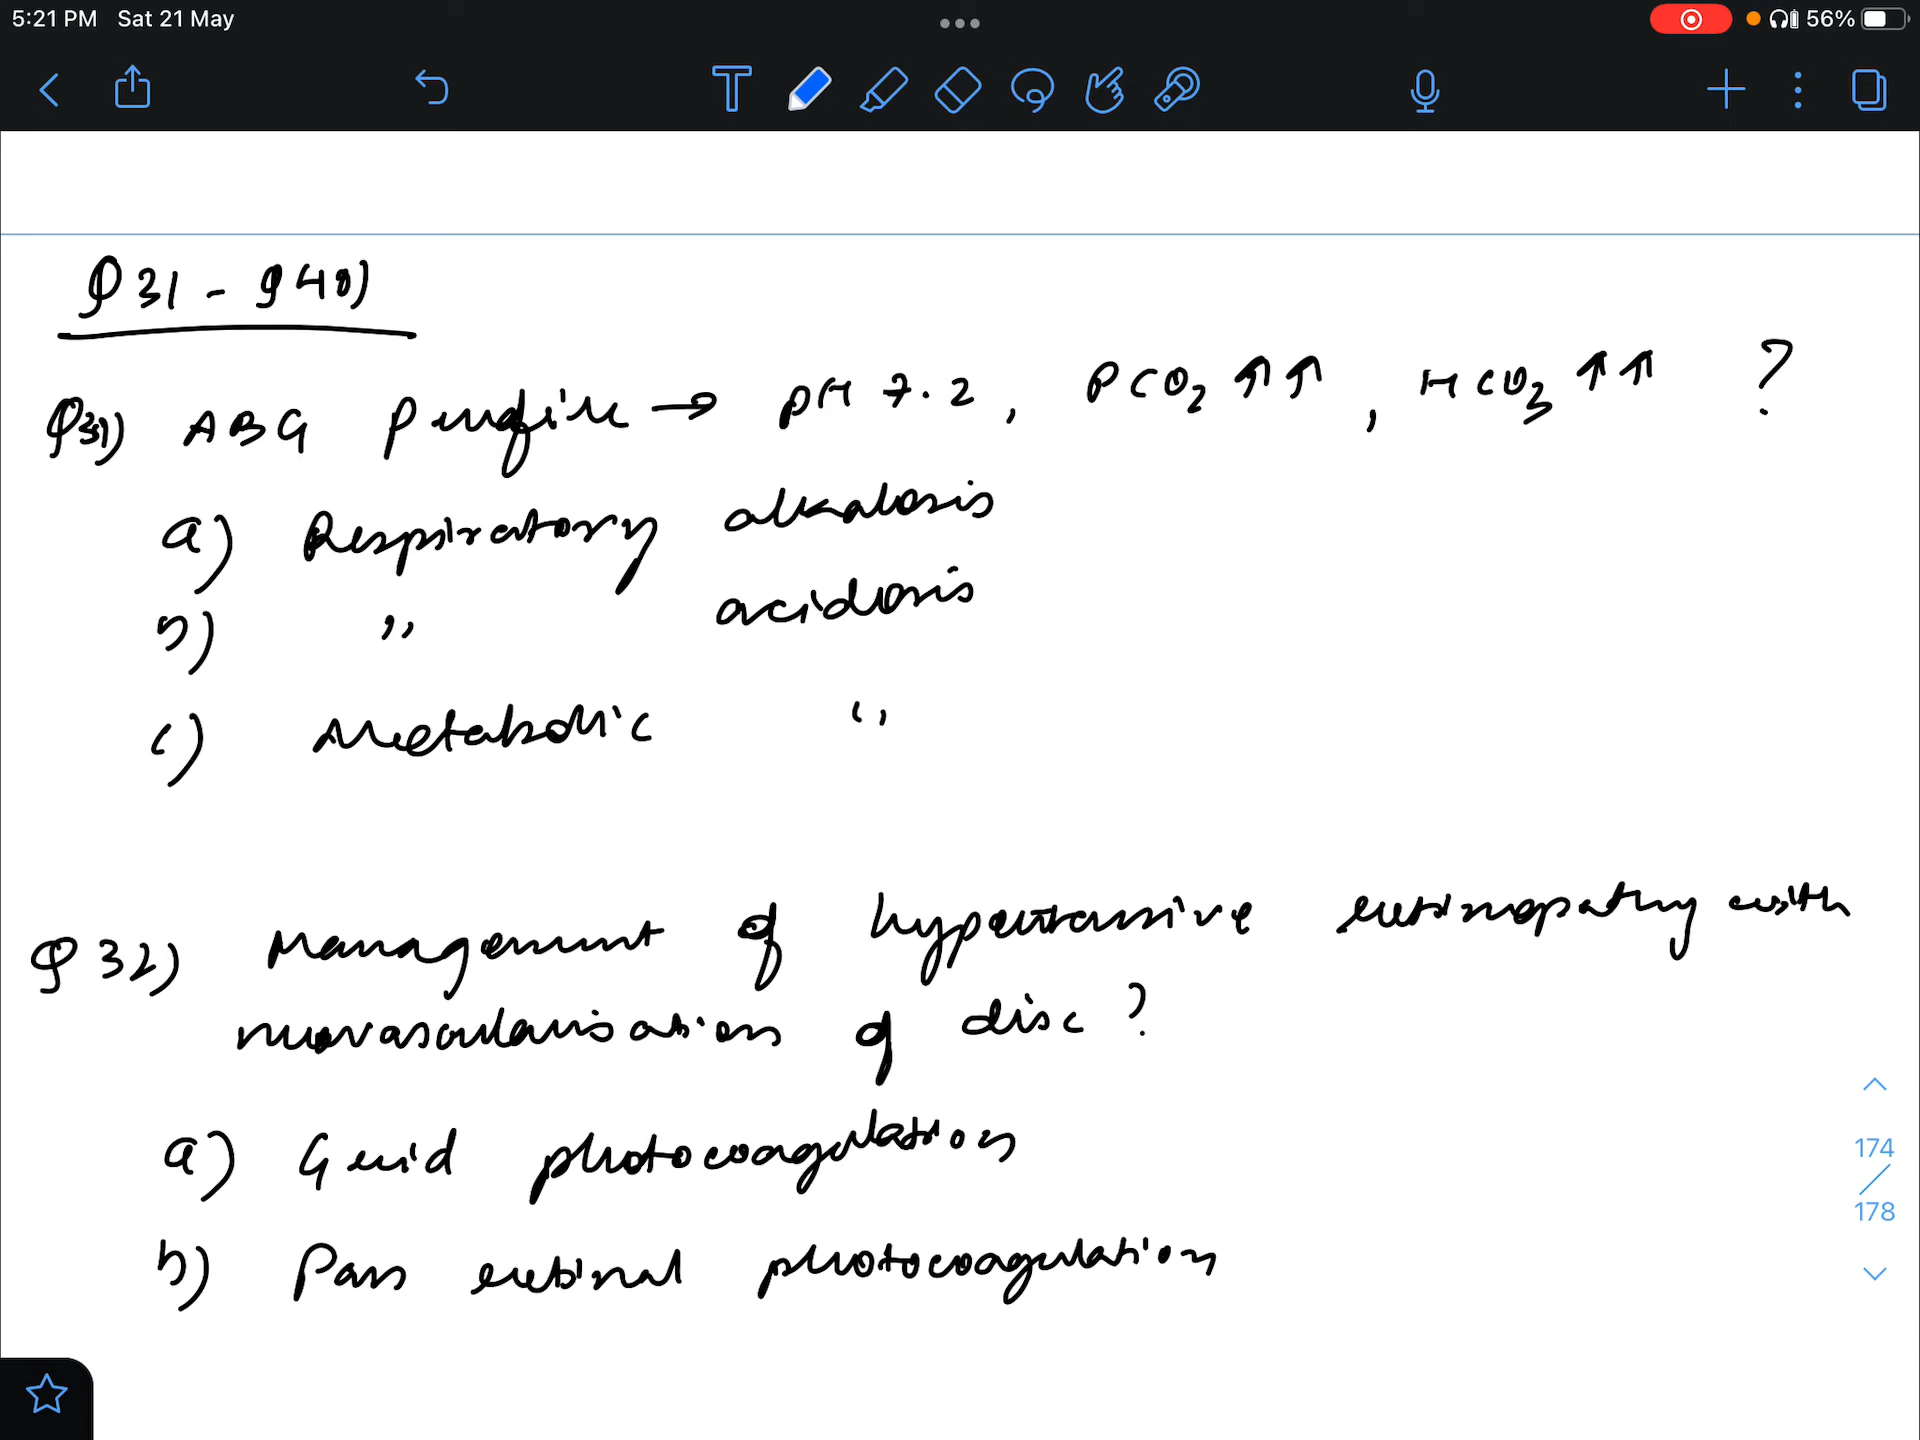 5:21 PM Sat 21 May
56%
Q31 - Q40)
Q31) ABG Profile → pH 7.2, PCO2 ↑↑, HCO3 ↑↑ ?
a) Respiratory alkalosis
b) " acidosis
c) Metabolic "
Q32) Management of hypertensive retinopathy with
neovascularisation of disc ?
a) Grid photocoagulation
b) Pan retinal photocoagulation
174
178